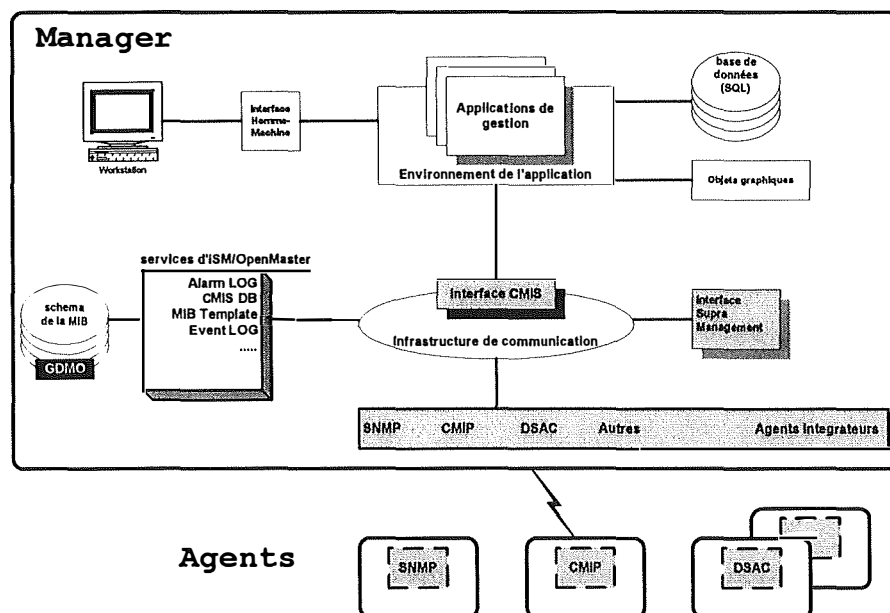 Manager
Workstation
Interface
Homme-
Machine
Applications de
gestion
Environnement de l'application
base de
données
(SQL)
Objets graphiques
services d'ISM/OpenMaster
Alarm LOG
CMIS DB
MIB Template
Event LOG
.....
schema
de la MIB
GDMO
Interface CMIS
Infrastructure de communication
Interface
Supra
Management
SNMP CMIP DSAC Autres Agents Integrateurs
Agents
SNMP
CMIP
DSAC